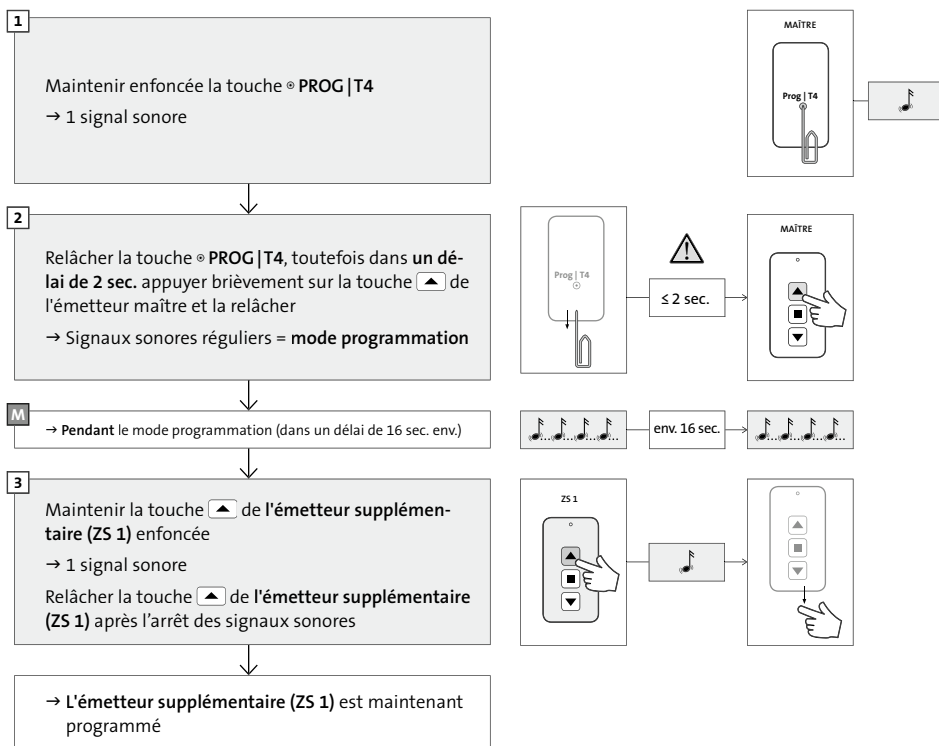 1
Maintenir enfoncée la touche ⊙ PROG|T4
→ 1 signal sonore
MAÎTRE
Prog | T4
2
Relâcher la touche ⊙ PROG|T4, toutefois dans un dé-
lai de 2 sec. appuyer brièvement sur la touche ▲ de
l'émetteur maître et la relâcher
→ Signaux sonores réguliers = mode programmation
Prog | T4
≤ 2 sec.
MAÎTRE
M
→ Pendant le mode programmation (dans un délai de 16 sec. env.)
env. 16 sec.
3
Maintenir la touche ▲ de l'émetteur supplémen-
taire (ZS 1) enfoncée
→ 1 signal sonore
Relâcher la touche ▲ de l'émetteur supplémentaire
(ZS 1) après l’arrêt des signaux sonores
ZS 1
→ L'émetteur supplémentaire (ZS 1) est maintenant
programmé